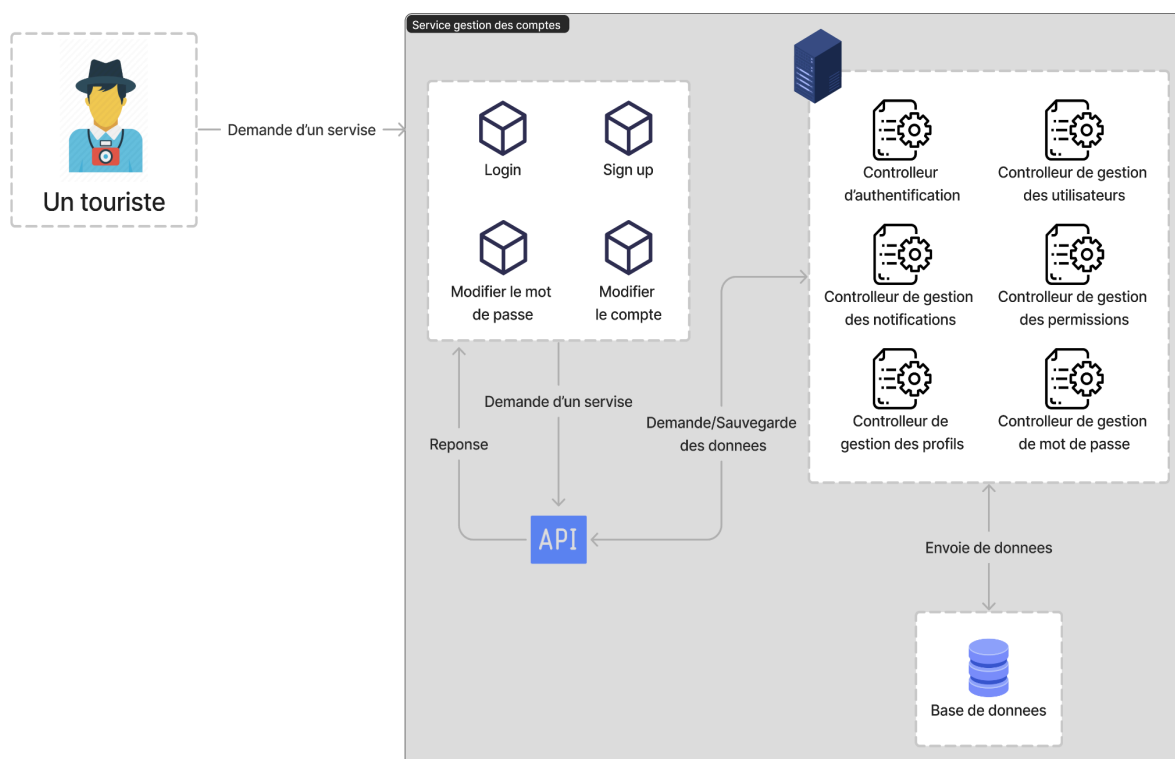 Service gestion des comptes
Un touriste
Demande d'un servise
Login
Sign up
Modifier le mot
de passe
Modifier
le compte
Controlleur
d'authentification
Controlleur de gestion
des utilisateurs
Controlleur de gestion
des notifications
Controlleur de gestion
des permissions
Controlleur de
gestion des profils
Controlleur de gestion
de mot de passe
Demande d'un servise
Reponse
Demande/Sauvegarde
des donnees
API
Envoie de donnees
Base de donnees